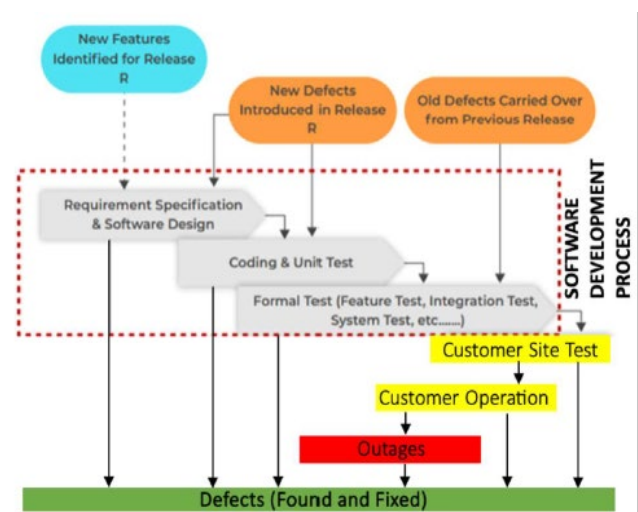 New Features
Identified for Release
R
New Defects
Introduced in Release
R
Old Defects Carried Over
from Previous Release
Requirement Specification
& Software Design
Coding & Unit Test
Formal Test (Feature Test, Integration Test,
System Test, etc.......)
SOFTWARE
DEVELOPMENT
PROCESS
Customer Site Test
Customer Operation
Outages
Defects (Found and Fixed)